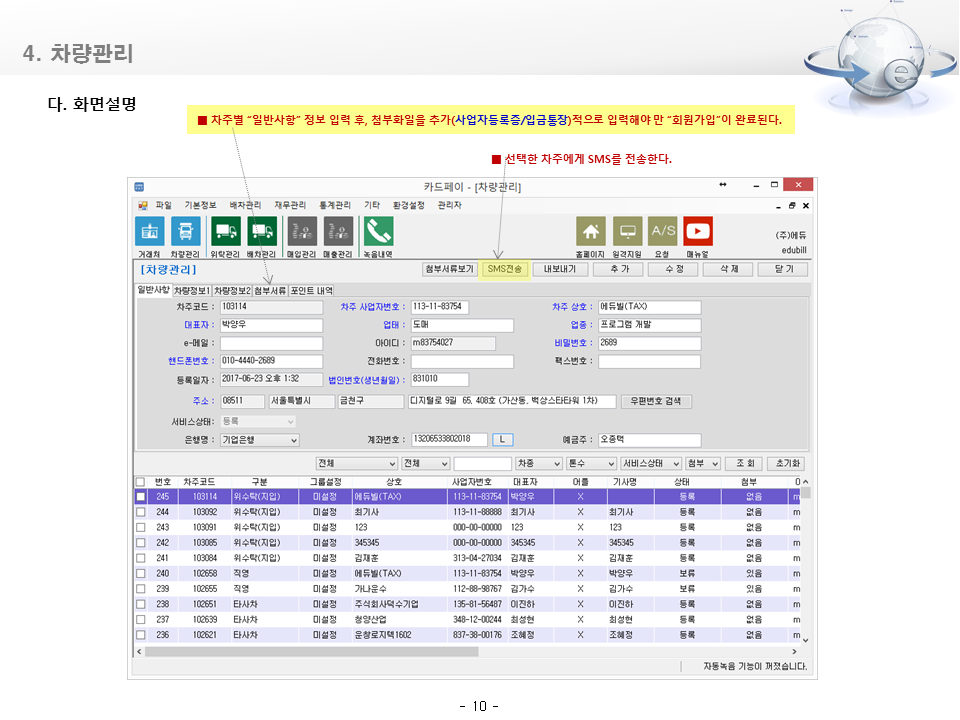 4. 차량관리
다. 화면설명
■ 차주별 "일반사항" 정보 입력 후, 첨부화일을 추가(사업자등록증/입금통장)적으로 입력해야 만 "회원가입"이 완료된다.
■ 선택한 차주에게 SMS를 전송한다.
카드페이 - [차량관리]
파일 기본정보 배차관리 재무관리 통계관리 기타 환경설정 관리자
A/S
거래처 차량관리 위탁관리 배차관리 매입관리 매출관리 녹음내역 홈페이지 원격지원 요청 매뉴얼
(주)에듀
edubill
[차량관리] 첨부서류보기 SMS전송 내보내기 추 가 수 정 삭 제 닫 기
일반사항 차량정보1 차량정보2 첨부서류 포인트 내역
차주코드 : 103114 차주 사업자번호 : 113-11-83754 차주 상호 : 에듀빌(TAX)
대표자 : 박양우 업태 : 도매 업종 : 프로그램 개발
e-메일 : 아이디 : m83754027 비밀번호 : 2689
핸드폰번호 : 010-4440-2689 전화번호 : 팩스번호 :
등록일자 : 2017-06-23 오후 1:32 법인번호(생년월일) : 831010
주소 : 08511 서울특별시 금천구 디지털로 9길 65, 408호 (가산동, 백상스타타워 1차) 우편번호 검색
서비스상태: 등록
은행명 : 기업은행 계좌번호 : 13206533802018 L 예금주 : 오중택
전체 전체 차종 톤수 서비스상태 첨부 조 회 초기화
번호 차주코드 구분 그룹설정 상호 사업자번호 대표자 어플 기사명 상태 첨부
245 103114 위수탁(지입) 미설정 에듀빌(TAX) 113-11-83754 박양우 X 등록 없음 m
244 103092 위수탁(지입) 미설정 최기사 113-11-88888 최기사 X 최기사 등록 없음 m
243 103091 위수탁(지입) 미설정 123 000-00-00000 123 X 123 등록 없음 m
242 103085 위수탁(지입) 미설정 345345 000-00-00000 345345 X 345345 등록 없음 m
241 103084 위수탁(지입) 미설정 김재훈 313-04-27034 김재훈 X 김재훈 등록 없음 m
240 102658 직영 미설정 에듀빌(TAX) 113-11-83754 박양우 X 박양우 보류 있음 m
239 102655 직영 미설정 가나운수 112-88-98767 김가수 X 김가수 보류 있음 m
238 102651 타사차 미설정 주식회사덕수기업 135-81-56487 이진하 X 이진하 등록 없음 m
237 102639 타사차 미설정 청양산업 348-12-00244 최성현 X 최성현 등록 없음 m
236 102621 타사차 미설정 운창로지텍1602 837-38-00176 조혜정 X 조혜정 등록 없음 m
자동녹음 기능이 꺼졌습니다.
- 10 -